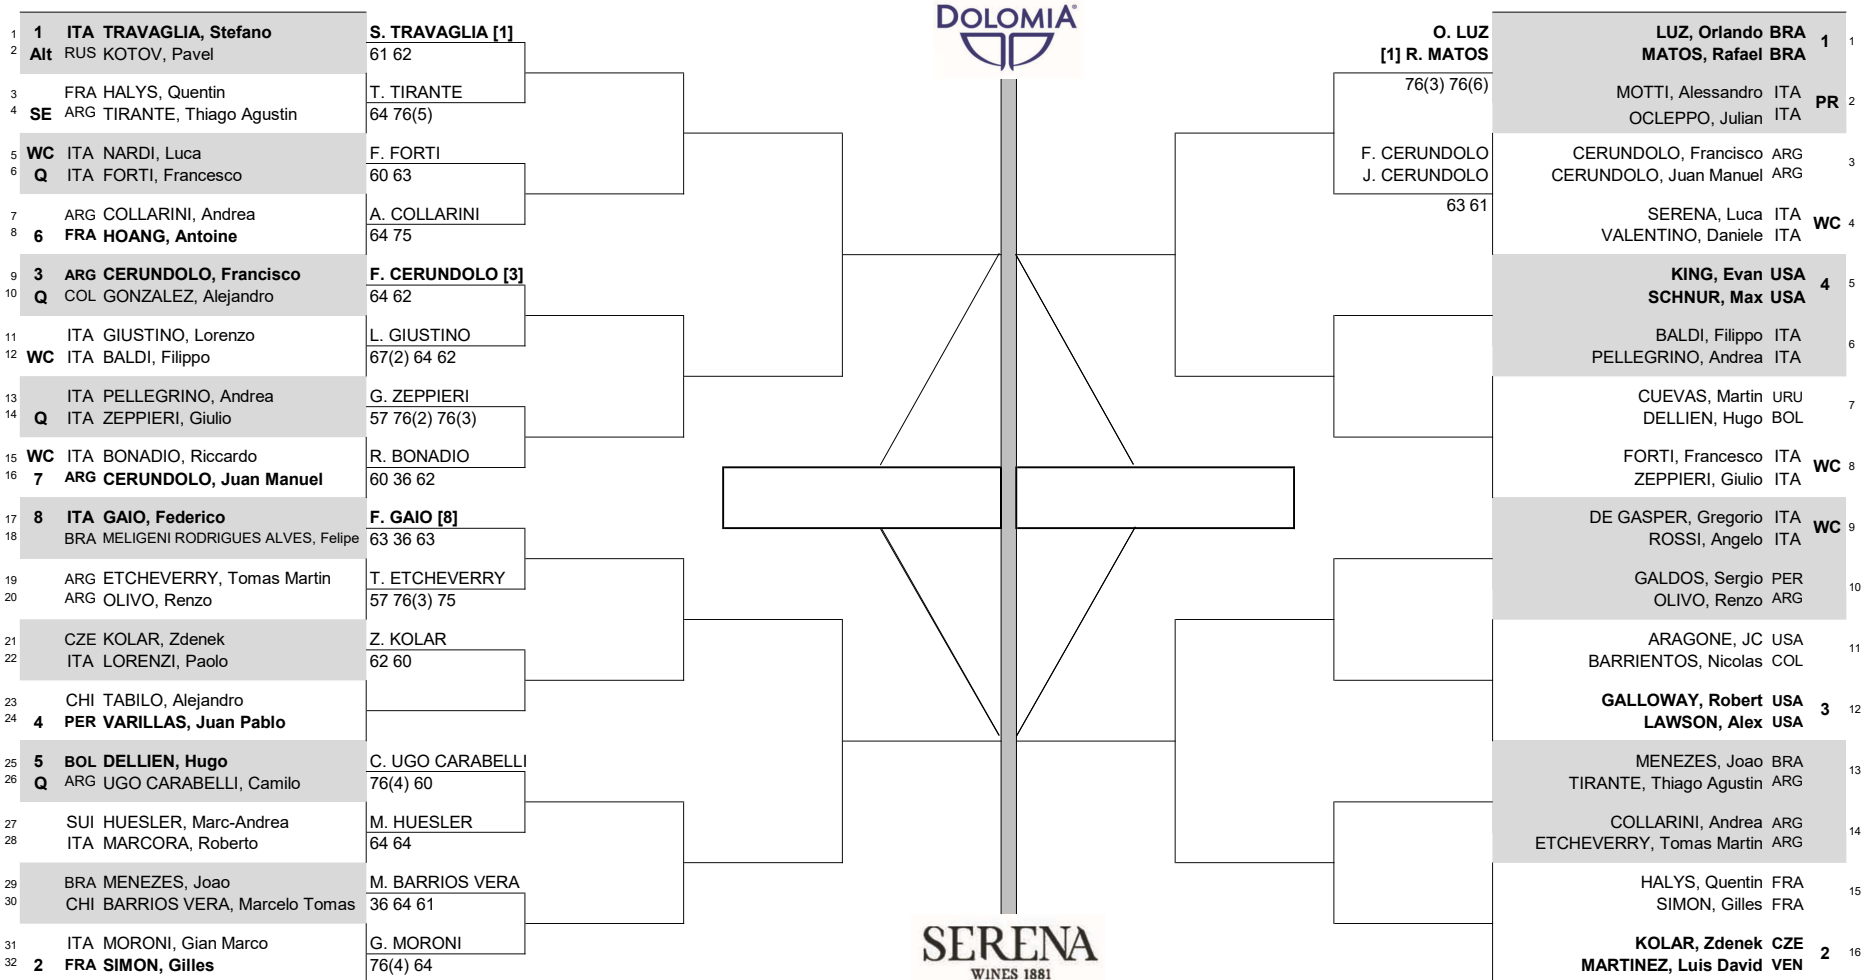 DOLOMIA
1 1 ITA TRAVAGLIA, Stefano
2 Alt RUS KOTOV, Pavel
3 FRA HALYS, Quentin
4 SE ARG TIRANTE, Thiago Agustin
5 WC ITA NARDI, Luca
6 Q ITA FORTI, Francesco
7 ARG COLLARINI, Andrea
8 6 FRA HOANG, Antoine
9 3 ARG CERUNDOLO, Francisco
10 Q COL GONZALEZ, Alejandro
11 ITA GIUSTINO, Lorenzo
12 WC ITA BALDI, Filippo
13 ITA PELLEGRINO, Andrea
14 Q ITA ZEPPIERI, Giulio
15 WC ITA BONADIO, Riccardo
16 7 ARG CERUNDOLO, Juan Manuel
17 8 ITA GAIO, Federico
18 BRA MELIGENI RODRIGUES ALVES, Felipe
19 ARG ETCHEVERRY, Tomas Martin
20 ARG OLIVO, Renzo
21 CZE KOLAR, Zdenek
22 ITA LORENZI, Paolo
23 CHI TABILO, Alejandro
24 4 PER VARILLAS, Juan Pablo
25 5 BOL DELLIEN, Hugo
26 Q ARG UGO CARABELLI, Camilo
27 SUI HUESLER, Marc-Andrea
28 ITA MARCORA, Roberto
29 BRA MENEZES, Joao
30 CHI BARRIOS VERA, Marcelo Tomas
31 ITA MORONI, Gian Marco
32 2 FRA SIMON, Gilles
S. TRAVAGLIA [1]
61 62
T. TIRANTE
64 76(5)
F. FORTI
60 63
A. COLLARINI
64 75
F. CERUNDOLO [3]
64 62
L. GIUSTINO
67(2) 64 62
G. ZEPPIERI
57 76(2) 76(3)
R. BONADIO
60 36 62
F. GAIO [8]
63 36 63
T. ETCHEVERRY
57 76(3) 75
Z. KOLAR
62 60
C. UGO CARABELLI
76(4) 60
M. HUESLER
64 64
M. BARRIOS VERA
36 64 61
G. MORONI
76(4) 64
O. LUZ
[1] R. MATOS
76(3) 76(6)
F. CERUNDOLO
J. CERUNDOLO
63 61
LUZ, Orlando BRA
1 1
MATOS, Rafael BRA
MOTTI, Alessandro ITA
PR 2
OCLEPPO, Julian ITA
CERUNDOLO, Francisco ARG
3
CERUNDOLO, Juan Manuel ARG
SERENA, Luca ITA
WC 4
VALENTINO, Daniele ITA
KING, Evan USA
4 5
SCHNUR, Max USA
BALDI, Filippo ITA
6
PELLEGRINO, Andrea ITA
CUEVAS, Martin URU
7
DELLIEN, Hugo BOL
FORTI, Francesco ITA
WC 8
ZEPPIERI, Giulio ITA
DE GASPER, Gregorio ITA
WC 9
ROSSI, Angelo ITA
GALDOS, Sergio PER
10
OLIVO, Renzo ARG
ARAGONE, JC USA
11
BARRIENTOS, Nicolas COL
GALLOWAY, Robert USA
3 12
LAWSON, Alex USA
MENEZES, Joao BRA
13
TIRANTE, Thiago Agustin ARG
COLLARINI, Andrea ARG
14
ETCHEVERRY, Tomas Martin ARG
HALYS, Quentin FRA
15
SIMON, Gilles FRA
KOLAR, Zdenek CZE
2 16
MARTINEZ, Luis David VEN
SERENA
WINES 1881